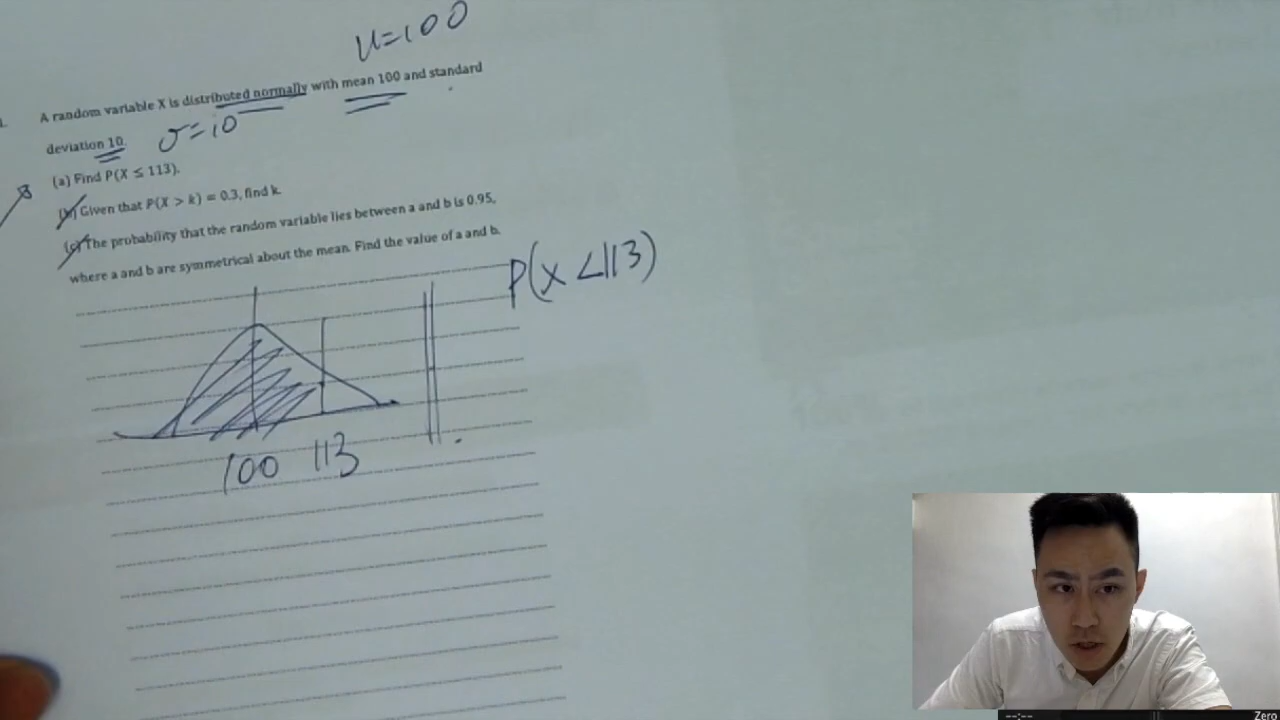 μ=100
A random variable X is distributed normally with mean 100 and standard
deviation 10.
σ=10
(a) Find P(X ≤ 113).
(b) Given that P(X > k) = 0.3, find k.
(c) The probability that the random variable lies between a and b is 0.95,
where a and b are symmetrical about the mean. Find the value of a and b.
P(X<113)
100 113
--:--
Zero